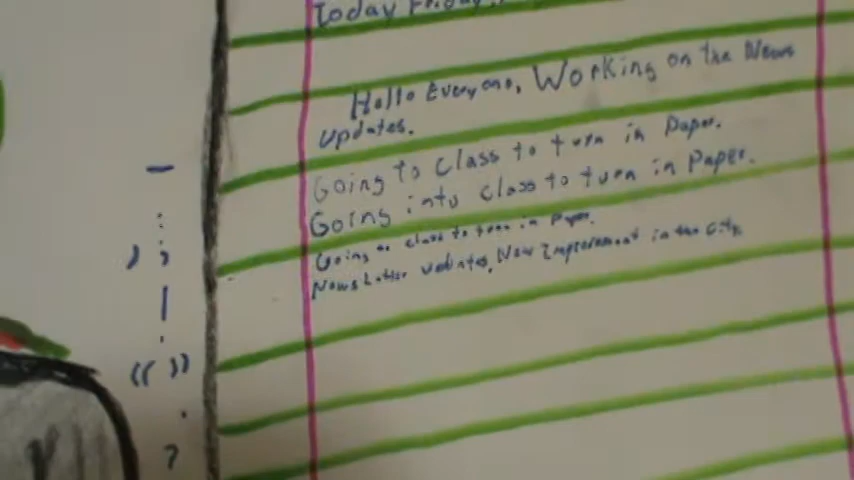 Today Friday,
Hello Everyone, Working on the News
updates.
Going to class to turn in Paper.
Going into class to turn in Paper.
Going to class to turn in Paper.
News Letter updates, New Improvement in the City.
—
:
, ;
|
.
(( ))
.
?